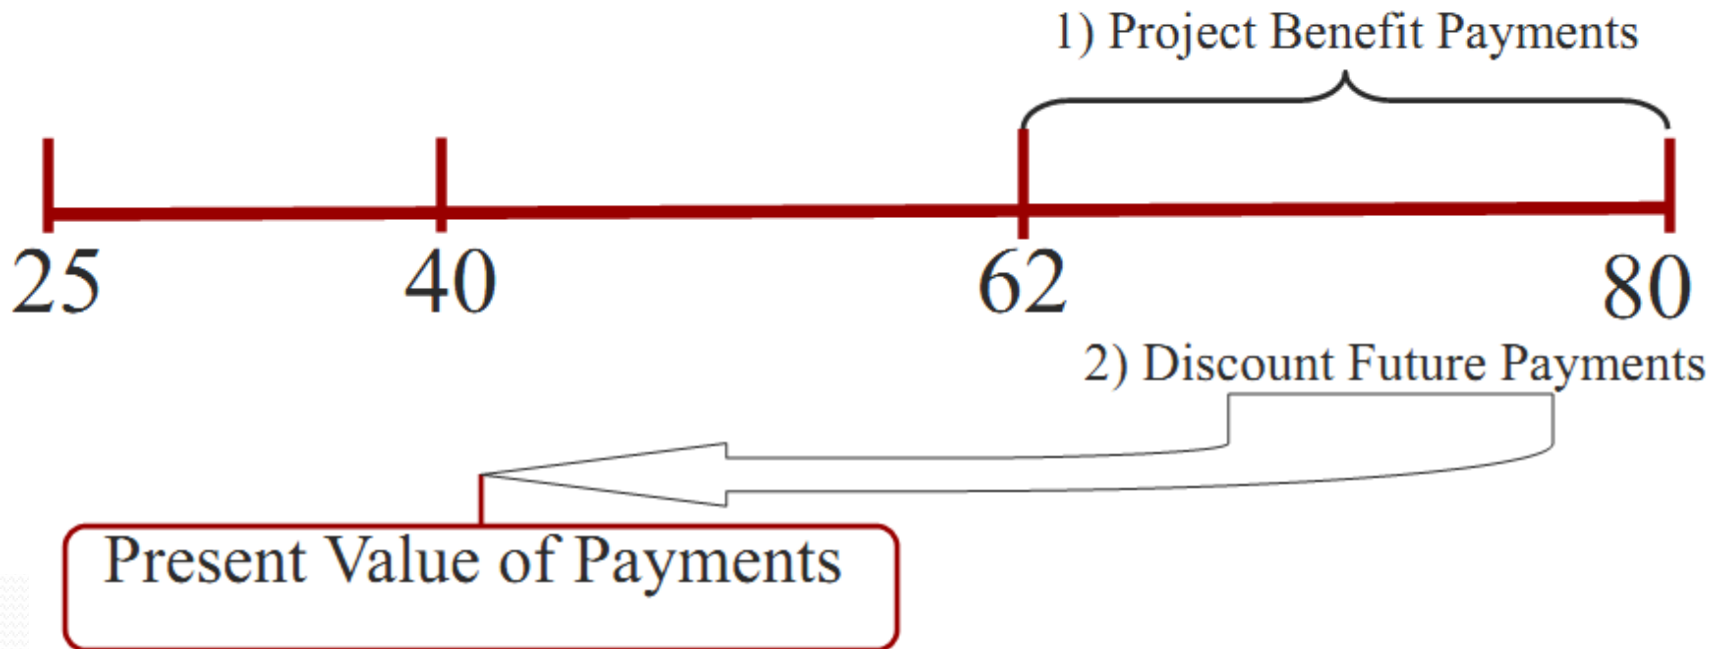 1) Project Benefit Payments
25 40 62 80
2) Discount Future Payments
Present Value of Payments